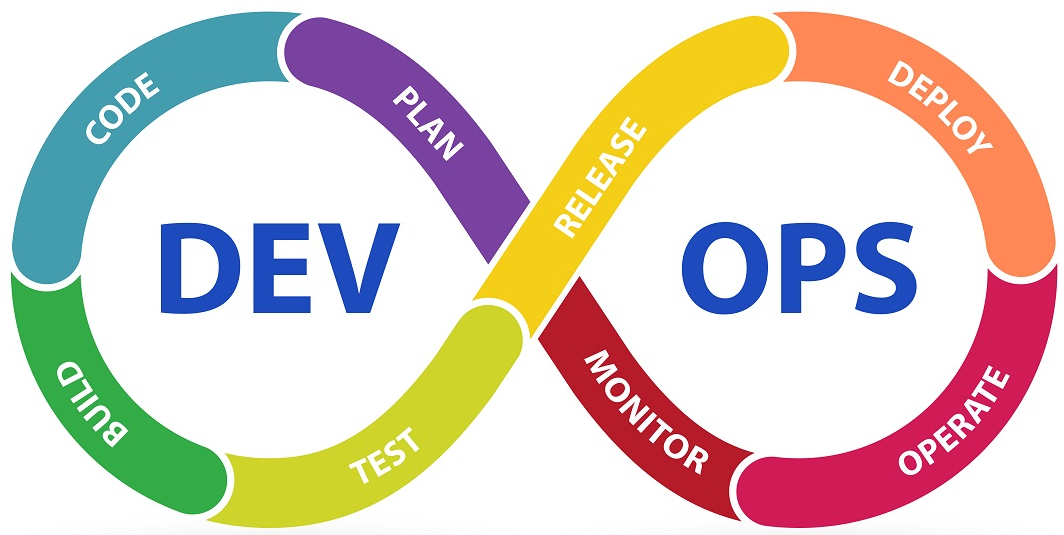 PLAN
CODE
BUILD
TEST
RELEASE
DEPLOY
OPERATE
MONITOR
DEV
OPS